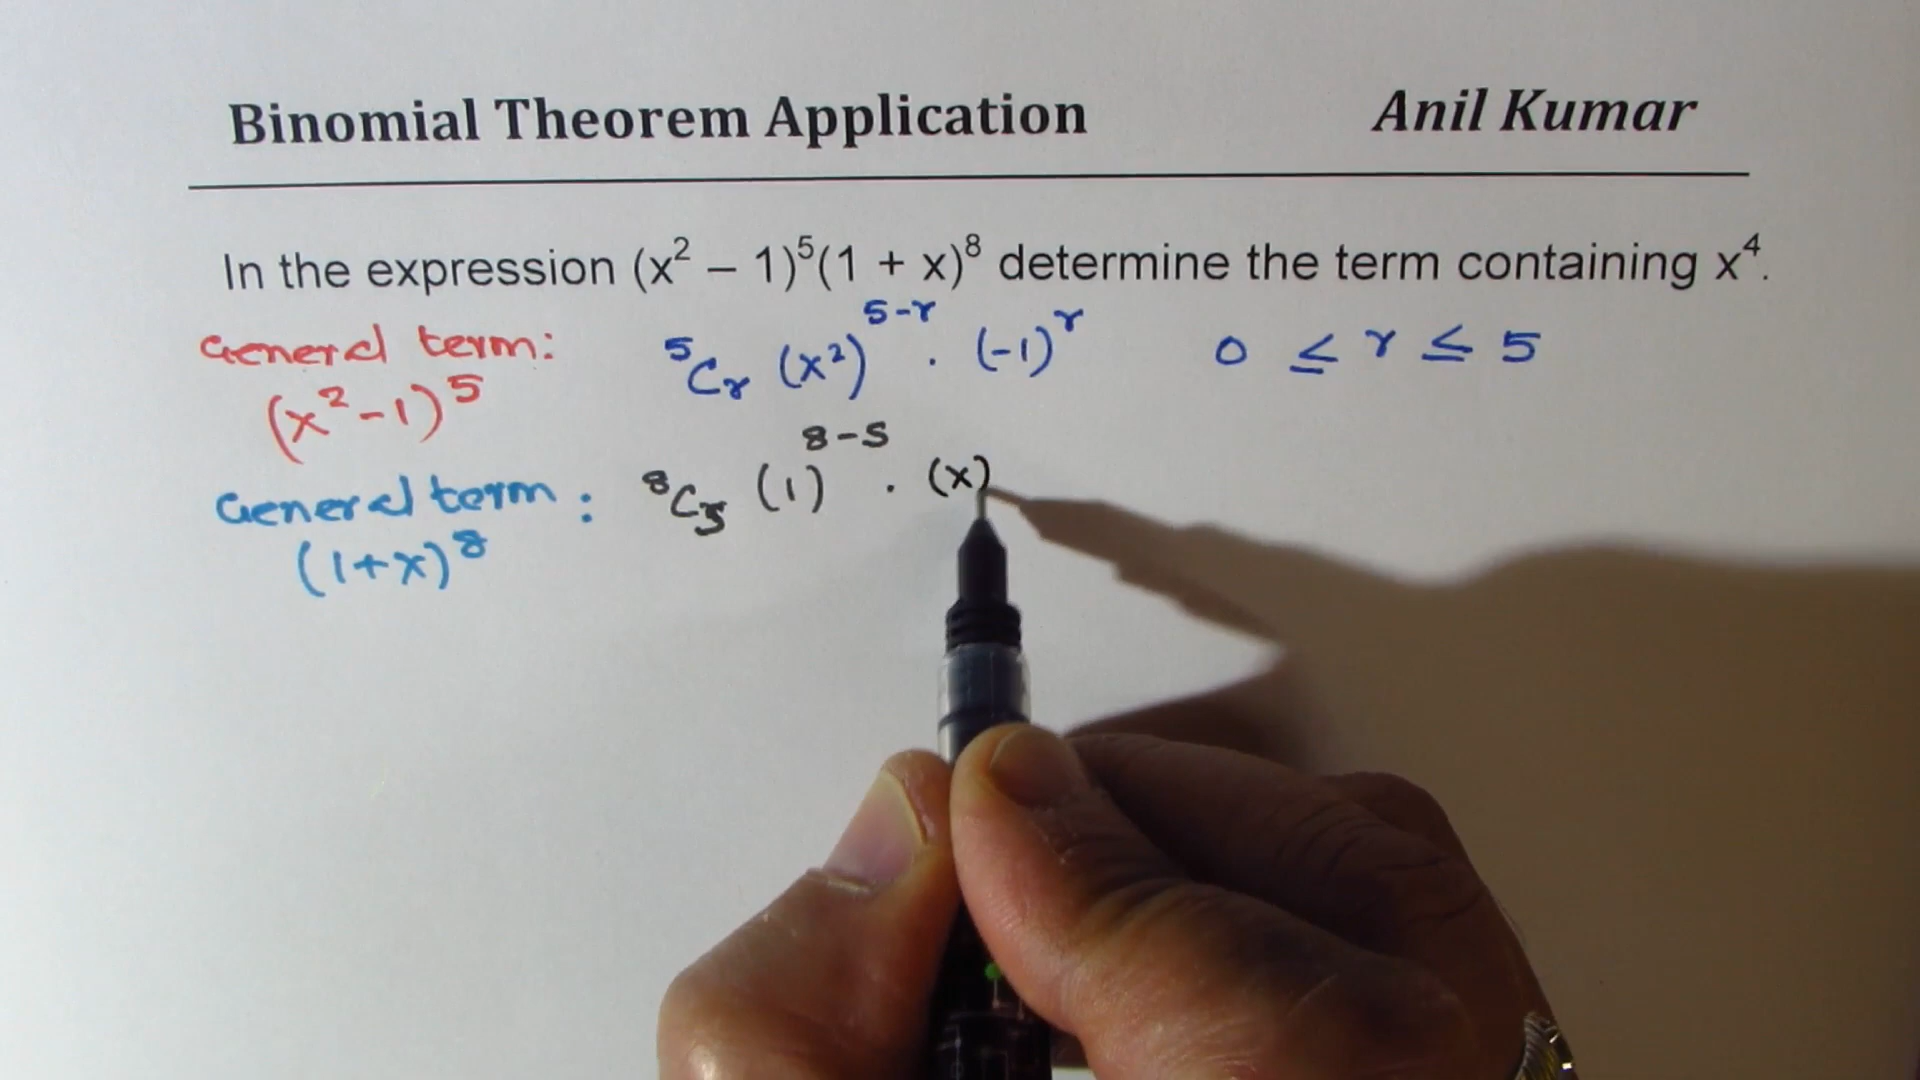 Binomial Theorem Application Anil Kumar
In the expression (x² – 1)⁵(1 + x)⁸ determine the term containing x⁴.
General term: ⁵Cᵣ (x²)⁵⁻ʳ · (-1)ʳ 0 ≤ r ≤ 5
(x²-1)⁵
General term : ⁸Cₛ (1)⁸⁻ˢ · (x)
(1+x)⁸